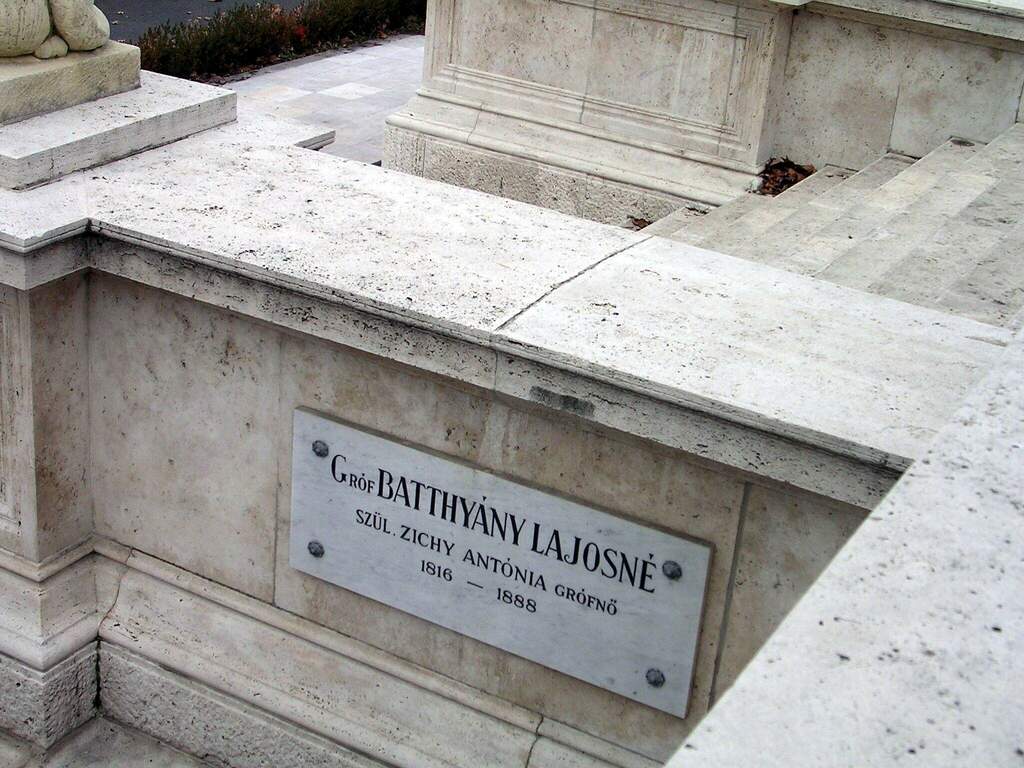 GRÓF BATTHYÁNY LAJOSNÉ
SZÜL. ZICHY ANTÓNIA GRÓFNŐ
1816 — 1888